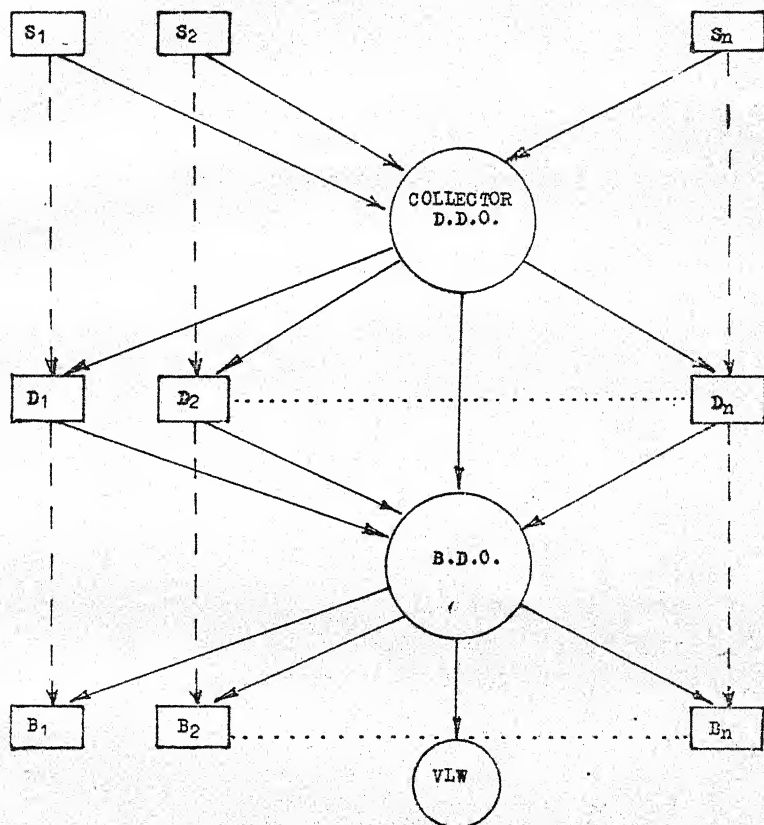 S1
S2
Sn
COLLECTOR
D.D.O.
D1
D2
Dn
B.D.O.
B1
B2
Bn
VLW